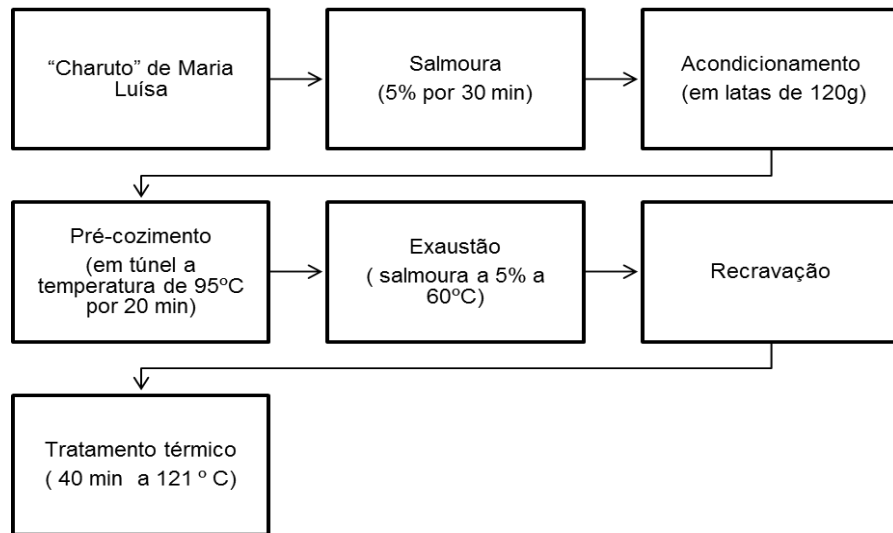 “Charuto” de Maria
Luísa
Salmoura
(5% por 30 min)
Acondicionamento
(em latas de 120g)
Pré-cozimento
(em túnel a
temperatura de 95ºC
por 20 min)
Exaustão
( salmoura a 5% a
60ºC)
Recravação
Tratamento térmico
( 40 min  a 121 º C)